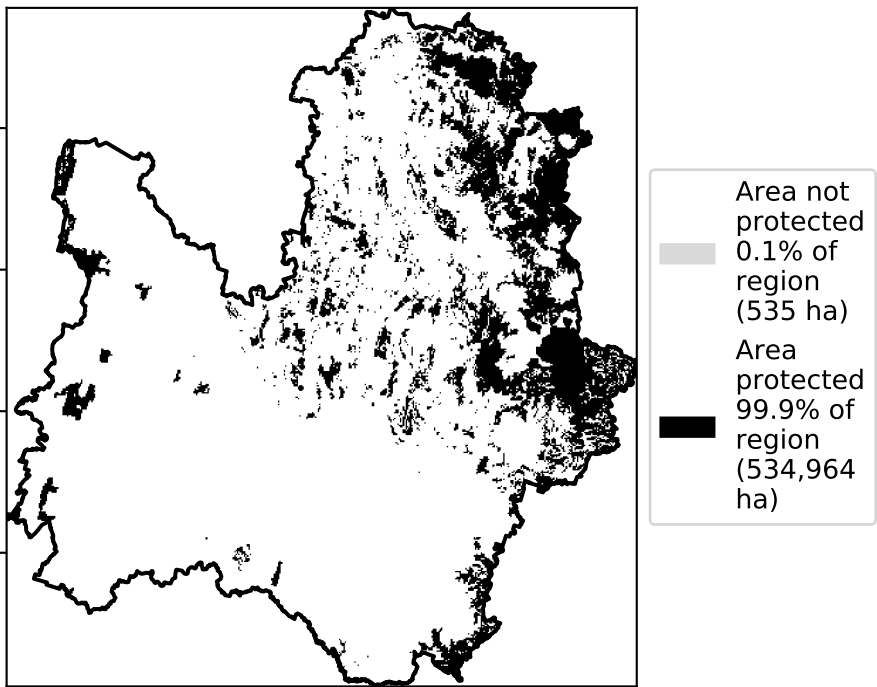 Area not
protected
0.1% of
region
(535 ha)
Area
protected
99.9% of
region
(534,964
ha)